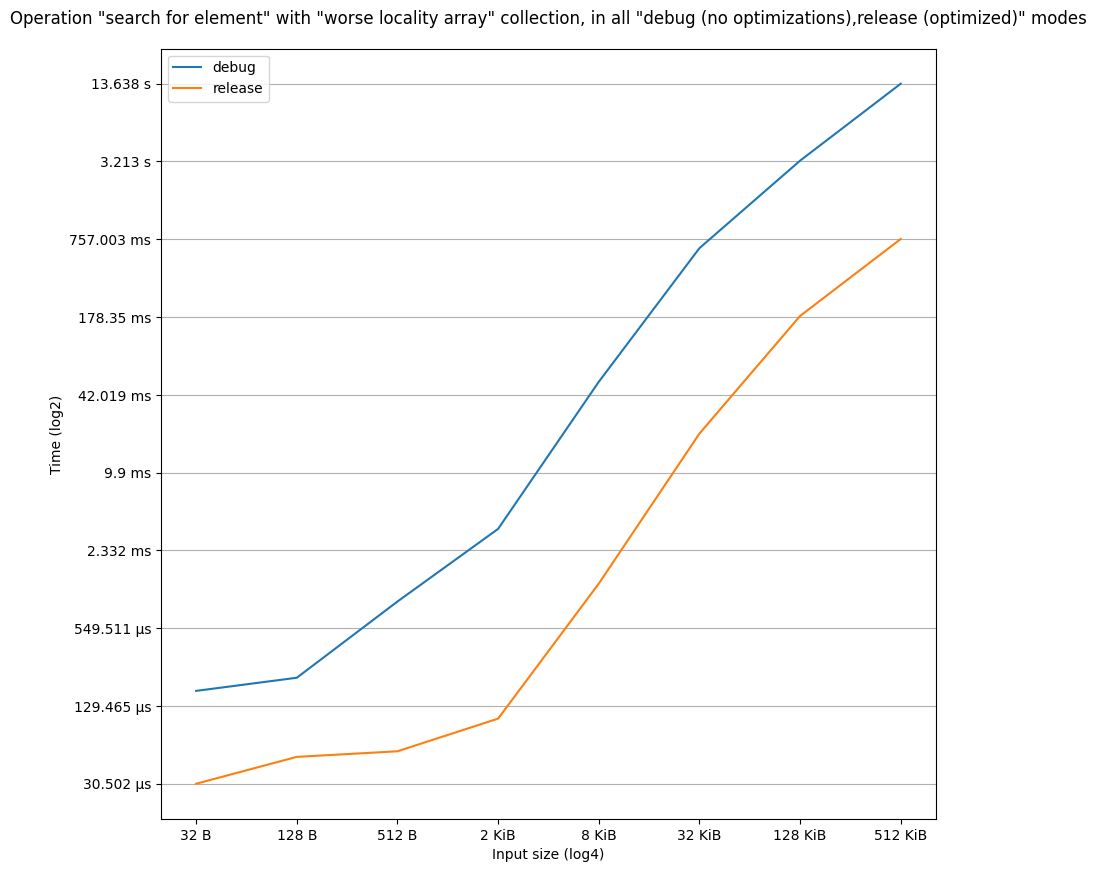 Operation "search for element" with "worse locality array" collection, in all "debug (no optimizations),release (optimized)" modes
debug
release
13.638 s
3.213 s
757.003 ms
178.35 ms
42.019 ms
9.9 ms
2.332 ms
549.511 µs
129.465 µs
30.502 µs
Time (log2)
32 B 128 B 512 B 2 KiB 8 KiB 32 KiB 128 KiB 512 KiB
Input size (log4)